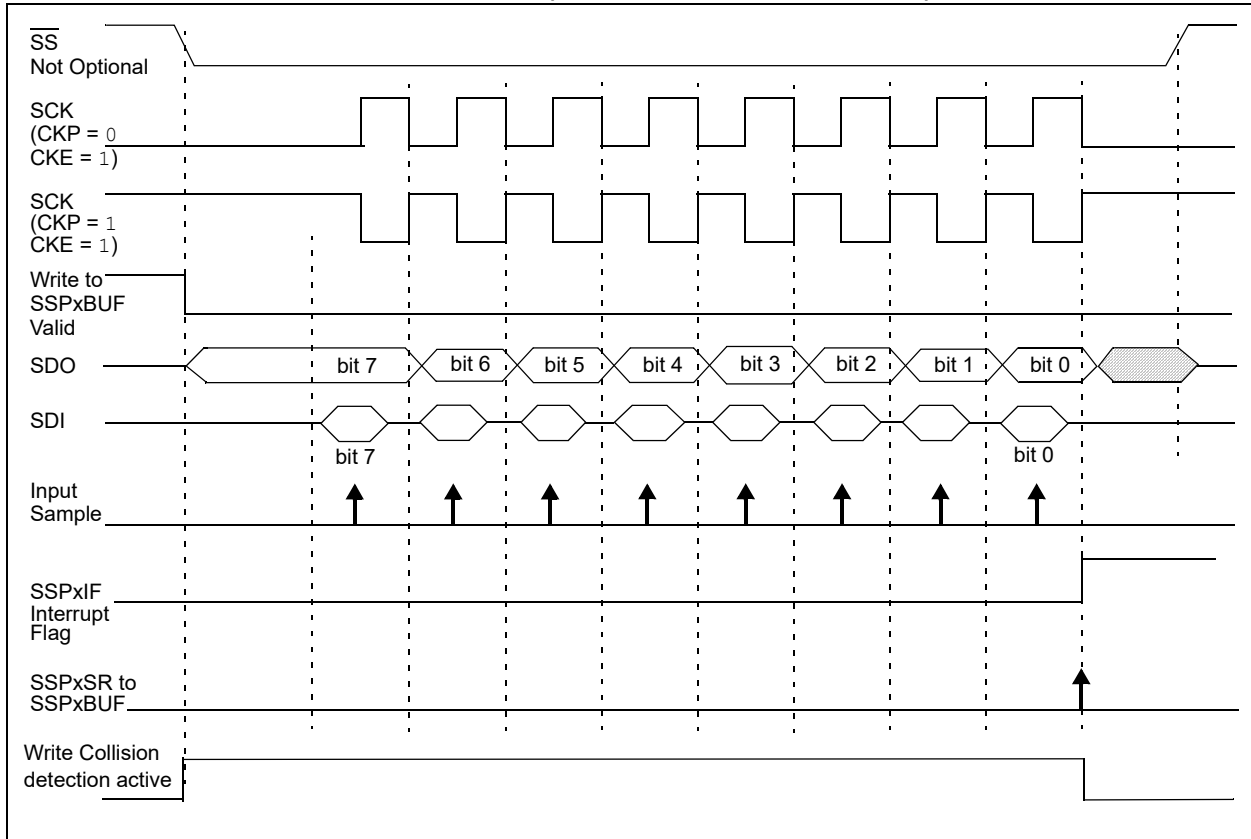 SS
Not Optional
SCK
(CKP = 0
CKE = 1)
SCK
(CKP = 1
CKE = 1)
Write to
SSPxBUF
Valid
SDO
bit 7 bit 6 bit 5 bit 4 bit 3 bit 2 bit 1 bit 0
SDI
bit 7 bit 0
Input
Sample
SSPxIF
Interrupt
Flag
SSPxSR to
SSPxBUF
Write Collision
detection active